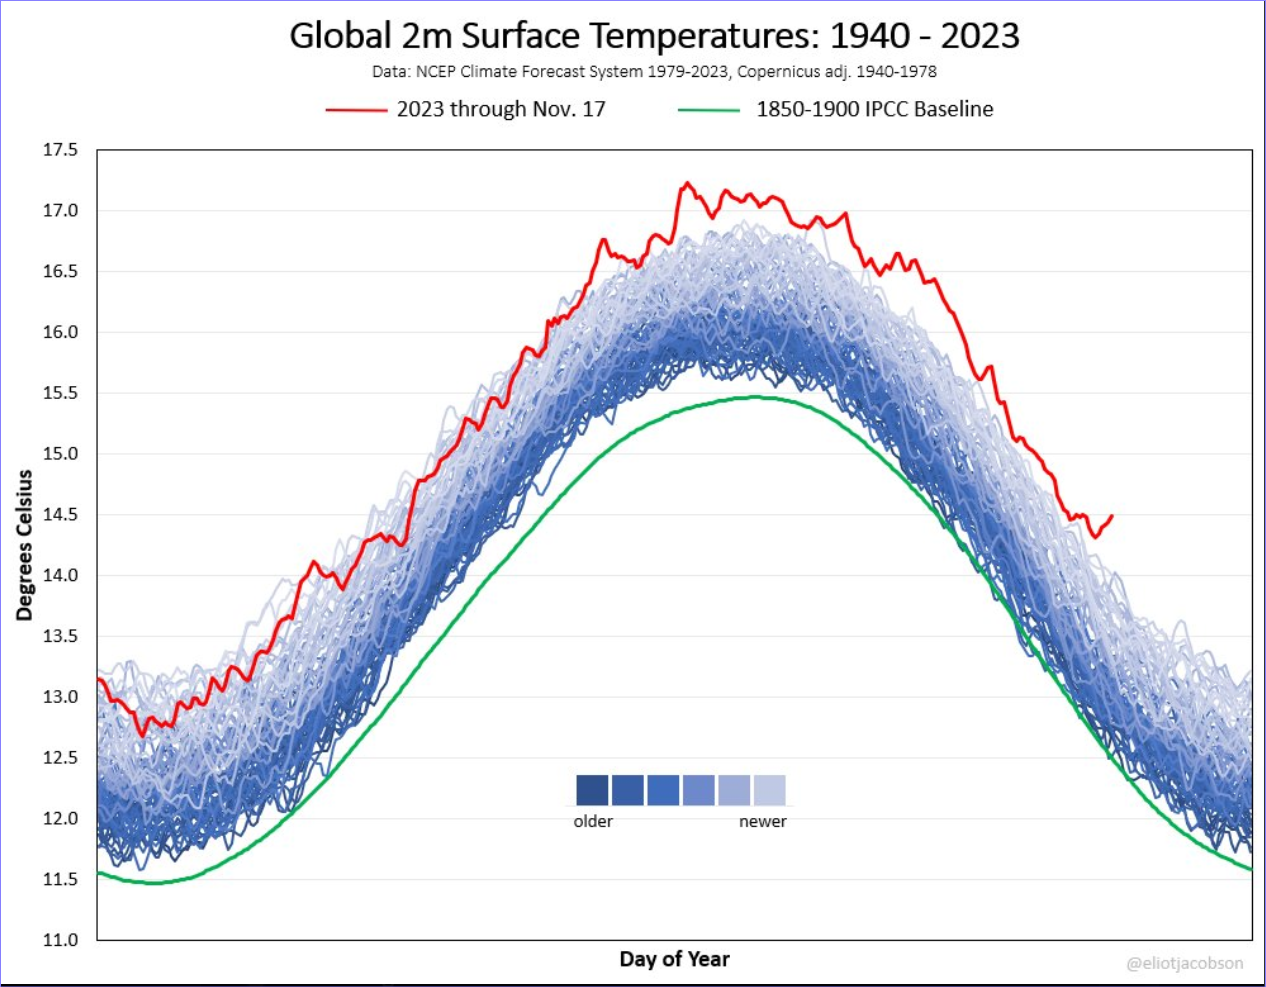 Global 2m Surface Temperatures: 1940 - 2023
Data: NCEP Climate Forecast System 1979-2023, Copernicus adj. 1940-1978
2023 through Nov. 17
1850-1900 IPCC Baseline
17.5
17.0
16.5
16.0
15.5
15.0
14.5
14.0
13.5
13.0
12.5
12.0
11.5
11.0
Degrees Celsius
older
newer
Day of Year
@eliotjacobson